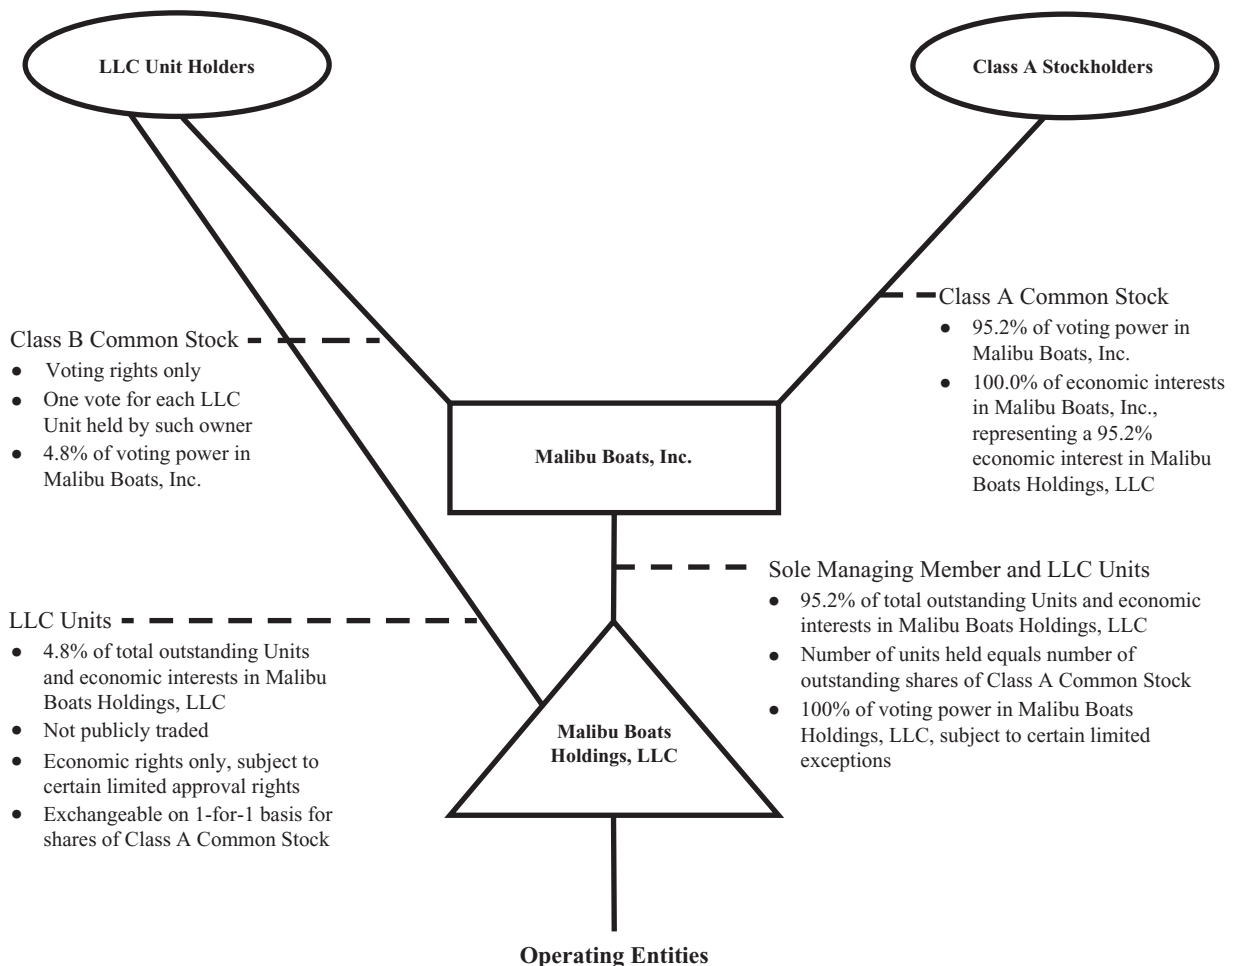 LLC Unit Holders
Class A Stockholders
Class A Common Stock
● 95.2% of voting power in
Malibu Boats, Inc.
● 100.0% of economic interests
in Malibu Boats, Inc.,
representing a 95.2%
economic interest in Malibu
Boats Holdings, LLC
Class B Common Stock
● Voting rights only
● One vote for each LLC
Unit held by such owner
● 4.8% of voting power in
Malibu Boats, Inc.
Malibu Boats, Inc.
Sole Managing Member and LLC Units
● 95.2% of total outstanding Units and economic
interests in Malibu Boats Holdings, LLC
● Number of units held equals number of
outstanding shares of Class A Common Stock
● 100% of voting power in Malibu Boats
Holdings, LLC, subject to certain limited
exceptions
LLC Units
● 4.8% of total outstanding Units
and economic interests in Malibu
Boats Holdings, LLC
● Not publicly traded
● Economic rights only, subject to
certain limited approval rights
● Exchangeable on 1-for-1 basis for
shares of Class A Common Stock
Malibu Boats
Holdings, LLC
Operating Entities